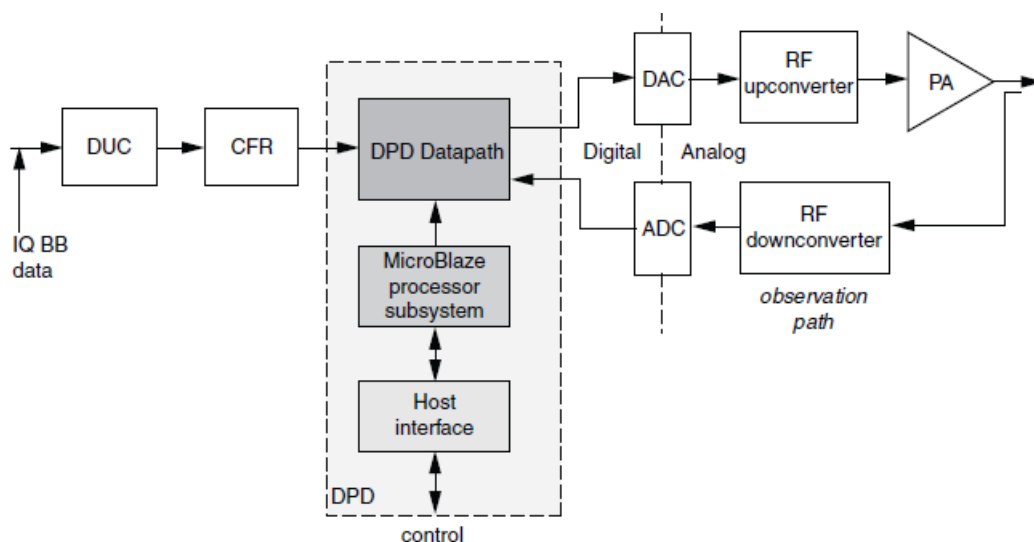 DUC
CFR
DPD Datapath
DAC
RF
upconverter
PA
Digital
Analog
ADC
RF
downconverter
observation
path
IQ BB
data
MicroBlaze
processor
subsystem
Host
interface
DPD
control